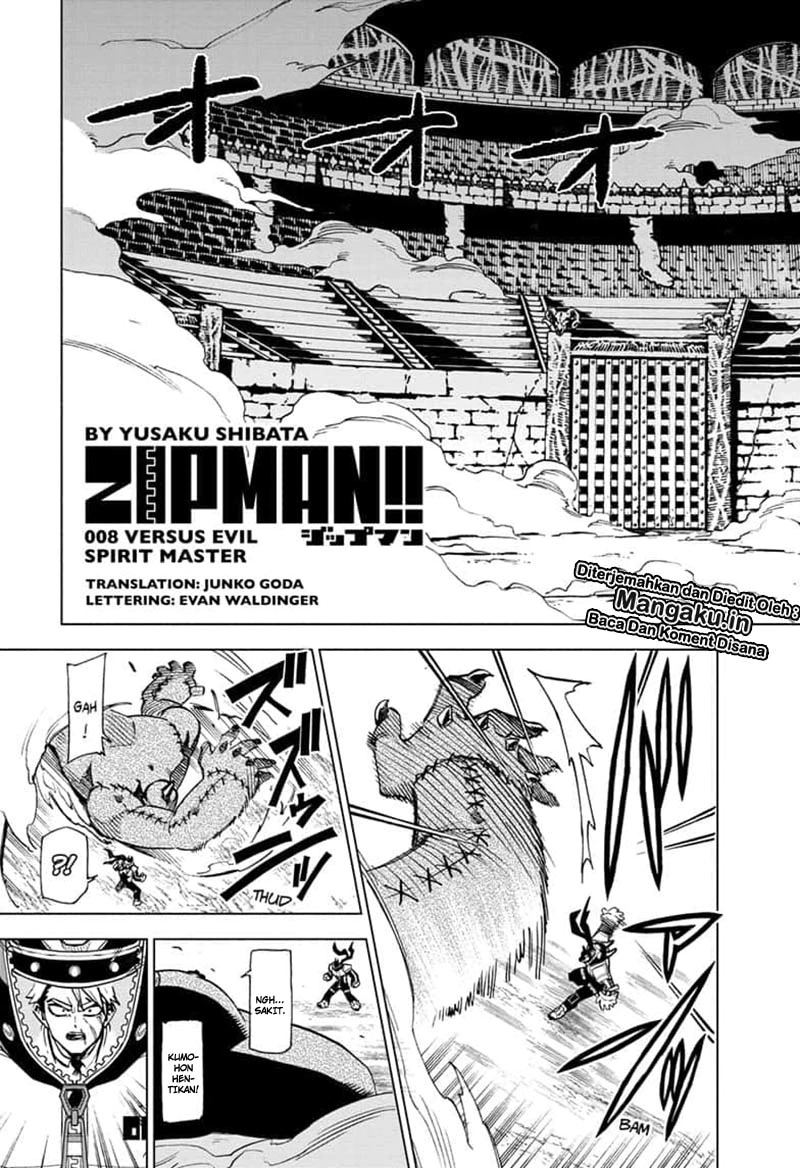 オオオ
BY YUSAKU SHIBATA
ZIPMAN!!
008 VERSUS EVIL
SPIRIT MASTER
ジップマン
TRANSLATION: JUNKO GODA
LETTERING: EVAN WALDINGER
Diterjemahkan dan Diedit Oleh :
Mangaku.in
Baca Dan Koment Disana
BAM
GAH
!
ズズゥン
?!
THUD
NGH...
SAKIT.
KUMO-
HON
HEN-
TIKAN!